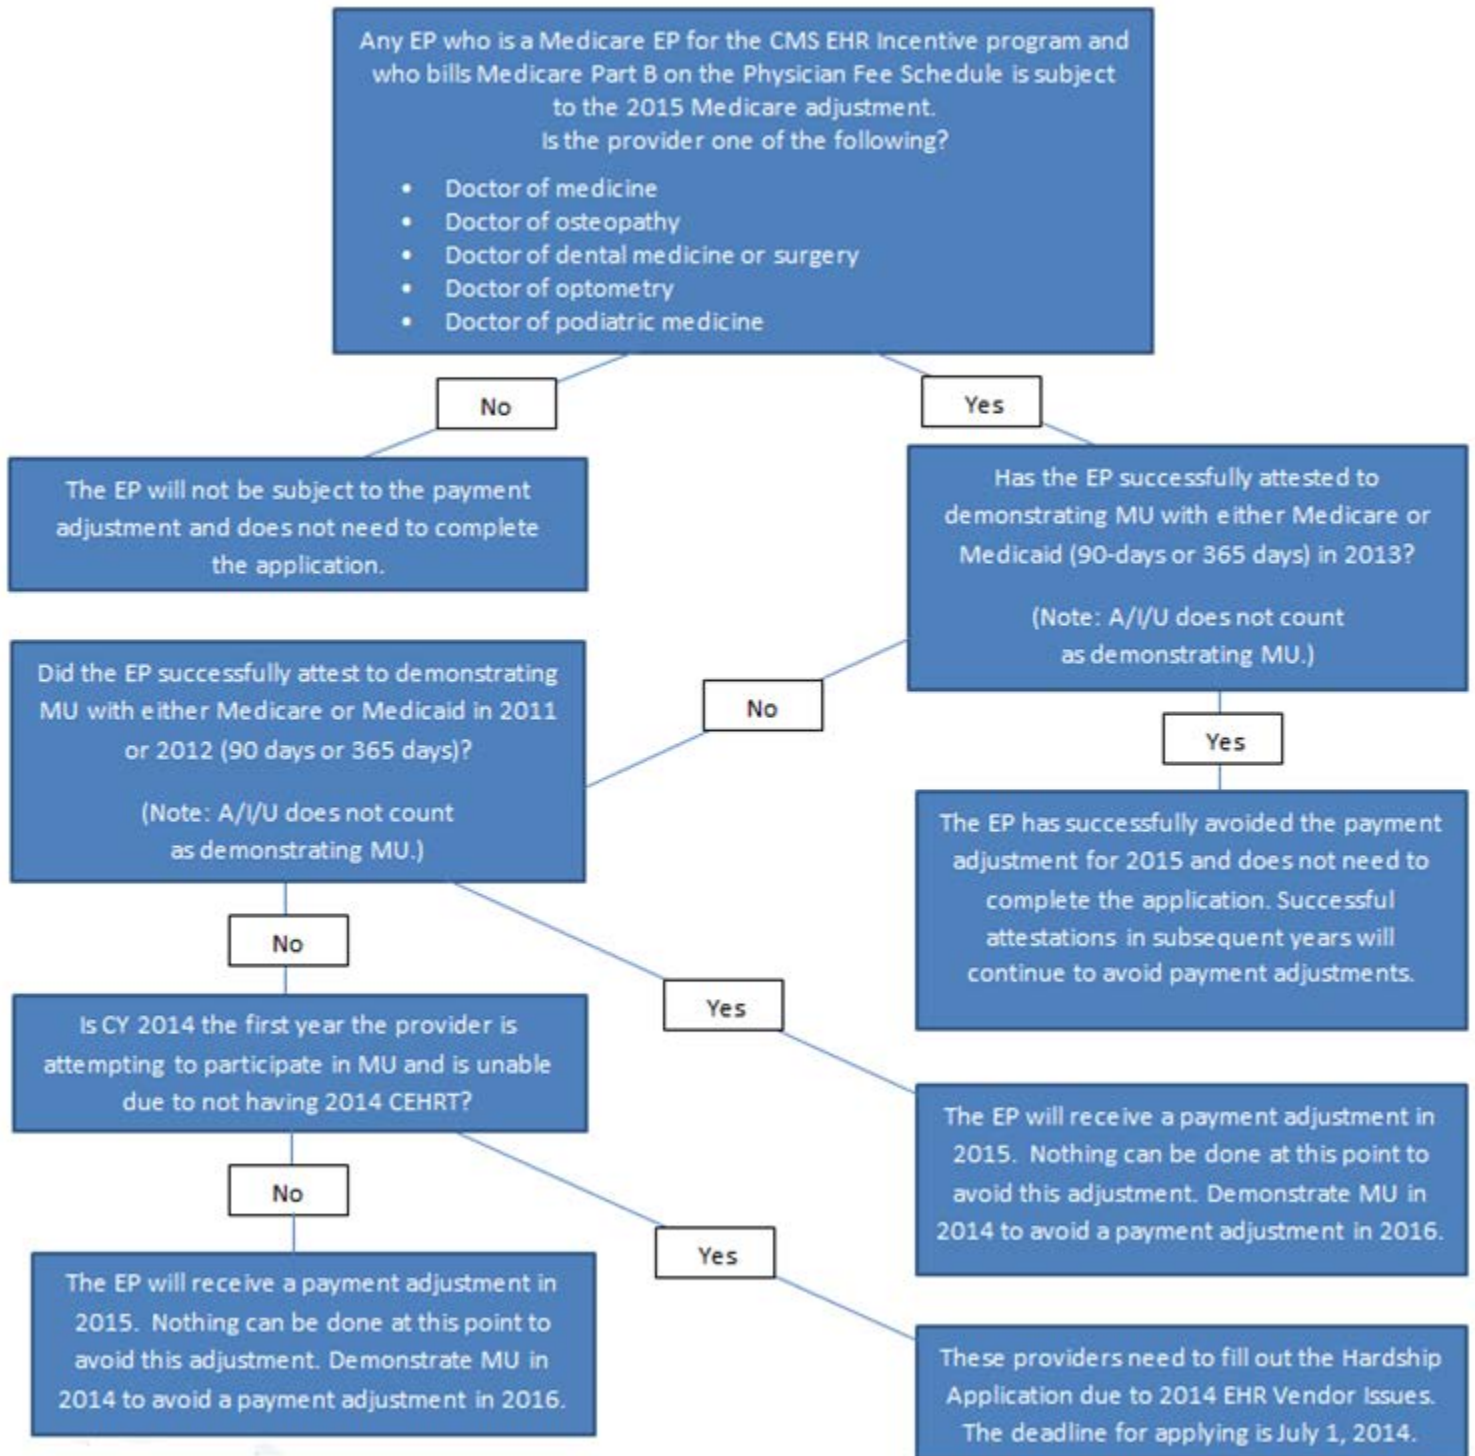 Any EP who is a Medicare EP for the CMS EHR Incentive program and
who bills Medicare Part B on the Physician Fee Schedule is subject
to the 2015 Medicare adjustment.
Is the provider one of the following?
• Doctor of medicine
• Doctor of osteopathy
• Doctor of dental medicine or surgery
• Doctor of optometry
• Doctor of podiatric medicine
No
Yes
The EP will not be subject to the payment
adjustment and does not need to complete
the application.
Has the EP successfully attested to
demonstrating MU with either Medicare or
Medicaid (90-days or 365 days) in 2013?
(Note: A/I/U does not count
as demonstrating MU.)
No
Yes
Did the EP successfully attest to demonstrating
MU with either Medicare or Medicaid in 2011
or 2012 (90 days or 365 days)?
(Note: A/I/U does not count
as demonstrating MU.)
The EP has successfully avoided the payment
adjustment for 2015 and does not need to
complete the application. Successful
attestations in subsequent years will
continue to avoid payment adjustments.
No
Yes
Is CY 2014 the first year the provider is
attempting to participate in MU and is unable
due to not having 2014 CEHRT?
The EP will receive a payment adjustment in
2015. Nothing can be done at this point to
avoid this adjustment. Demonstrate MU in
2014 to avoid a payment adjustment in 2016.
No
Yes
The EP will receive a payment adjustment in
2015. Nothing can be done at this point to
avoid this adjustment. Demonstrate MU in
2014 to avoid a payment adjustment in 2016.
These providers need to fill out the Hardship
Application due to 2014 EHR Vendor Issues.
The deadline for applying is July 1, 2014.